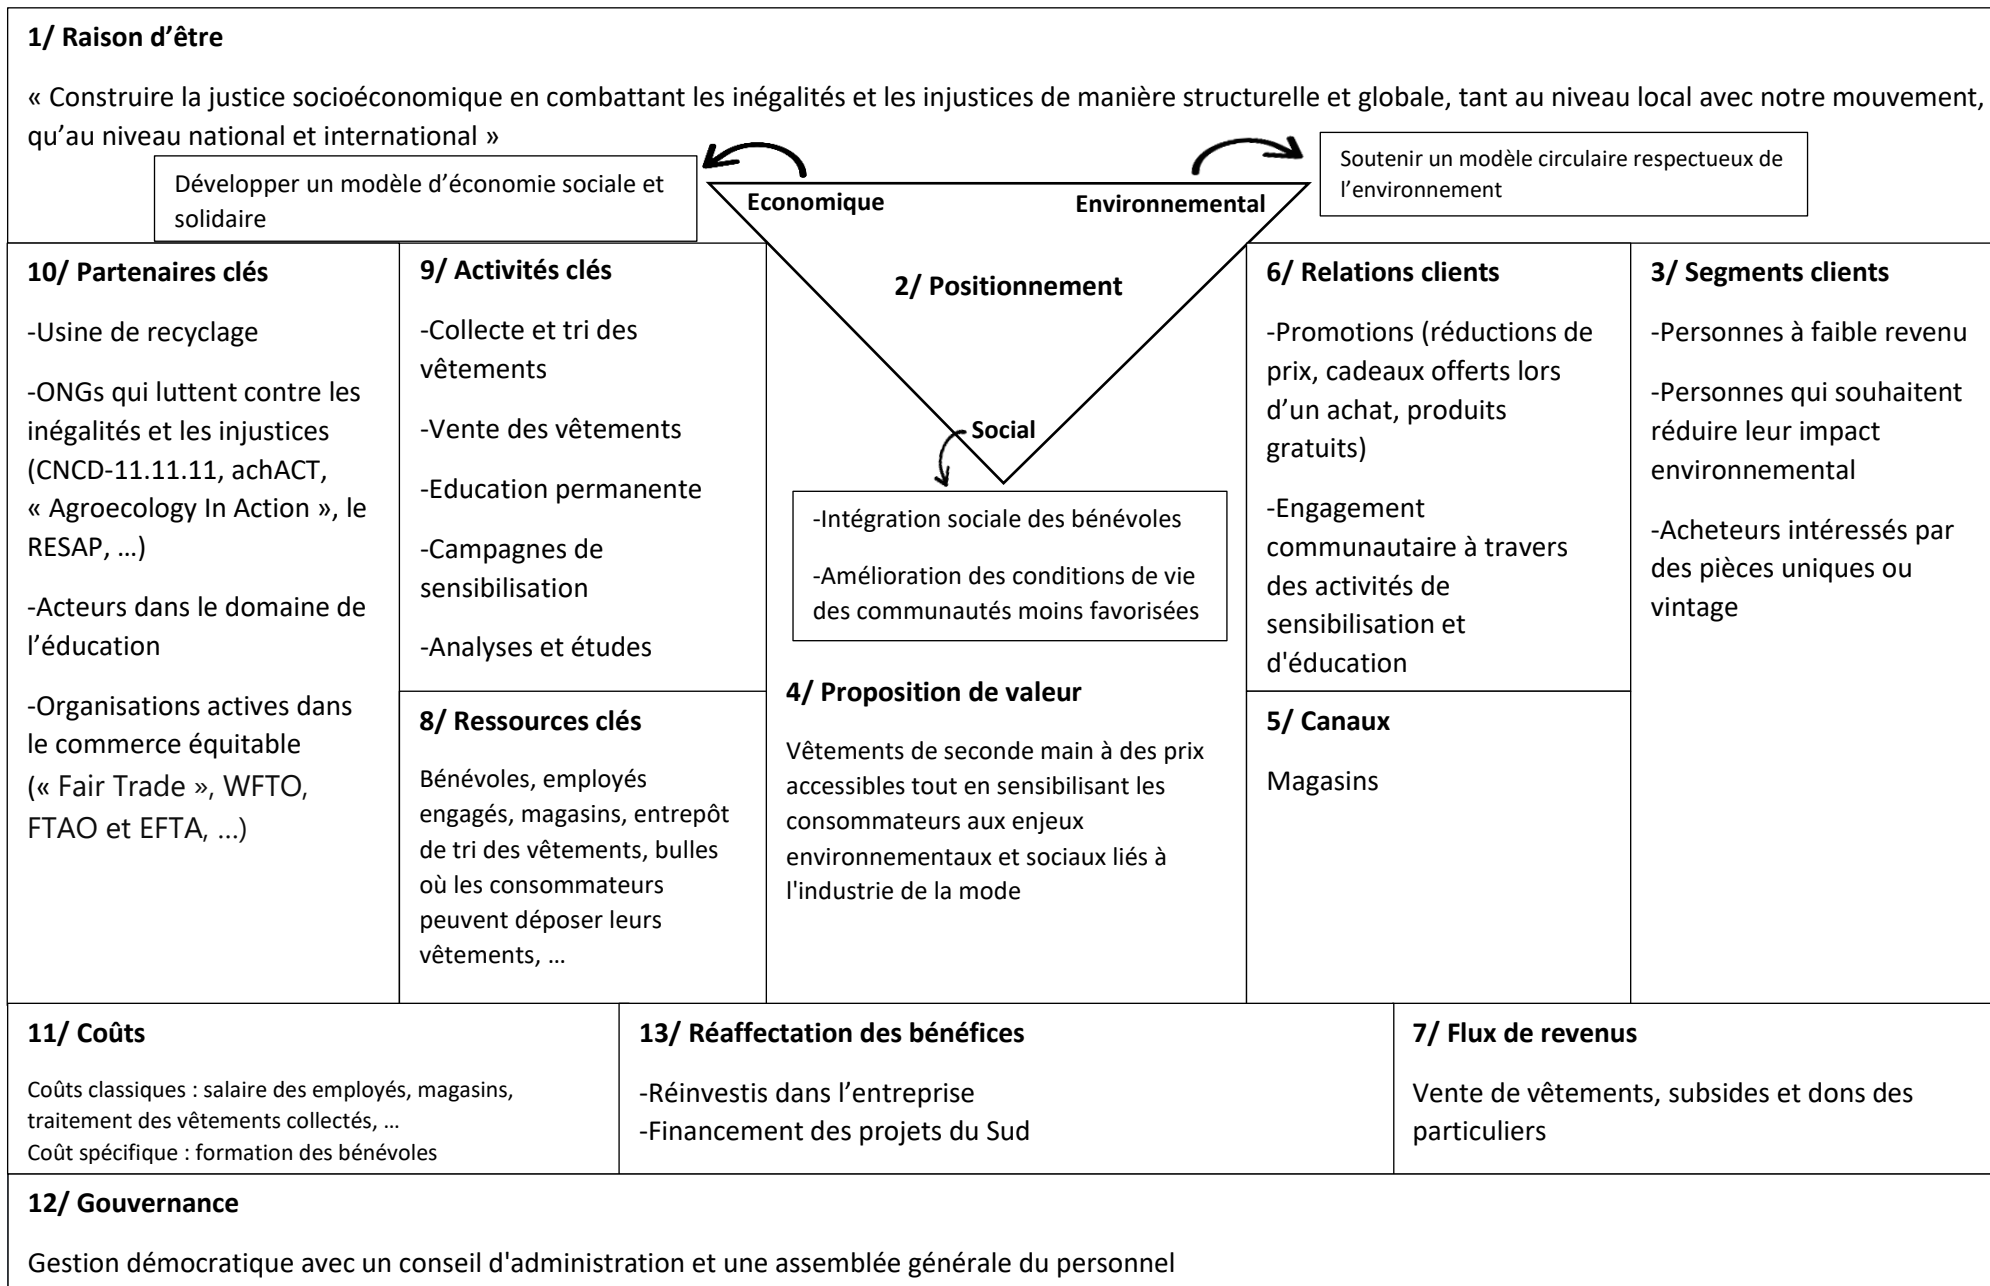 1/ Raison d’être
« Construire la justice socioéconomique en combattant les inégalités et les injustices de manière structurelle et globale, tant au niveau local avec notre mouvement,
qu’au niveau national et international »
Développer un modèle d’économie sociale et
solidaire
Soutenir un modèle circulaire respectueux de
l’environnement
Economique
Environnemental
2/ Positionnement
Social
-Intégration sociale des bénévoles
-Amélioration des conditions de vie
des communautés moins favorisées
10/ Partenaires clés
-Usine de recyclage
-ONGs qui luttent contre les
inégalités et les injustices
(CNCD-11.11.11, achACT,
« Agroecology In Action », le
RESAP, …)
-Acteurs dans le domaine de
l’éducation
-Organisations actives dans
le commerce équitable
(« Fair Trade », WFTO,
FTAO et EFTA, …)
9/ Activités clés
-Collecte et tri des
vêtements
-Vente des vêtements
-Education permanente
-Campagnes de
sensibilisation
-Analyses et études
8/ Ressources clés
Bénévoles, employés
engagés, magasins, entrepôt
de tri des vêtements, bulles
où les consommateurs
peuvent déposer leurs
vêtements, …
4/ Proposition de valeur
Vêtements de seconde main à des prix
accessibles tout en sensibilisant les
consommateurs aux enjeux
environnementaux et sociaux liés à
l'industrie de la mode
6/ Relations clients
-Promotions (réductions de
prix, cadeaux offerts lors
d’un achat, produits
gratuits)
-Engagement
communautaire à travers
des activités de
sensibilisation et
d'éducation
5/ Canaux
Magasins
3/ Segments clients
-Personnes à faible revenu
-Personnes qui souhaitent
réduire leur impact
environnemental
-Acheteurs intéressés par
des pièces uniques ou
vintage
11/ Coûts
Coûts classiques : salaire des employés, magasins,
traitement des vêtements collectés, …
Coût spécifique : formation des bénévoles
13/ Réaffectation des bénéfices
-Réinvestis dans l’entreprise
-Financement des projets du Sud
7/ Flux de revenus
Vente de vêtements, subsides et dons des
particuliers
12/ Gouvernance
Gestion démocratique avec un conseil d'administration et une assemblée générale du personnel